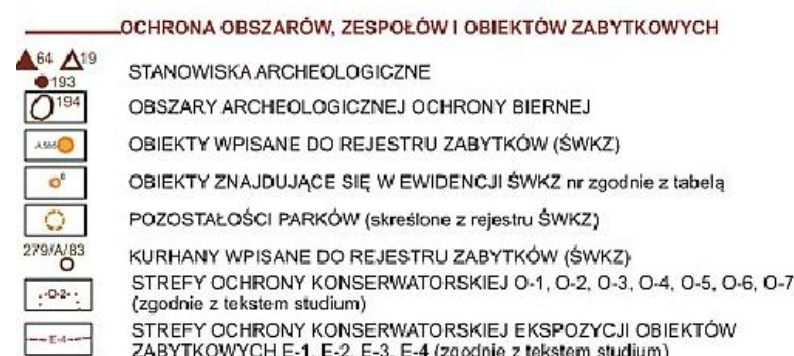 OCHRONA OBSZARÓW, ZESPOŁÓW I OBIEKTÓW ZABYTKOWYCH
64 19
193
STANOWISKA ARCHEOLOGICZNE
194
OBSZARY ARCHEOLOGICZNEJ OCHRONY BIERNEJ
OBIEKTY WPISANE DO REJESTRU ZABYTKÓW (ŚWKZ)
OBIEKTY ZNAJDUJĄCE SIĘ W EWIDENCJI ŚWKZ nr zgodnie z tabelą
POZOSTAŁOŚCI PARKÓW (skreślone z rejestru ŚWKZ)
279/A/83
KURHANY WPISANE DO REJESTRU ZABYTKÓW (ŚWKZ)
O-2
STREFY OCHRONY KONSERWATORSKIEJ O-1, O-2, O-3, O-4, O-5, O-6, O-7
(zgodnie z tekstem studium)
E-4
STREFY OCHRONY KONSERWATORSKIEJ EKSPOZYCJI OBIEKTÓW
ZABYTKOWYCH E-1, E-2, E-3, E-4 (zgodnie z tekstem studium)